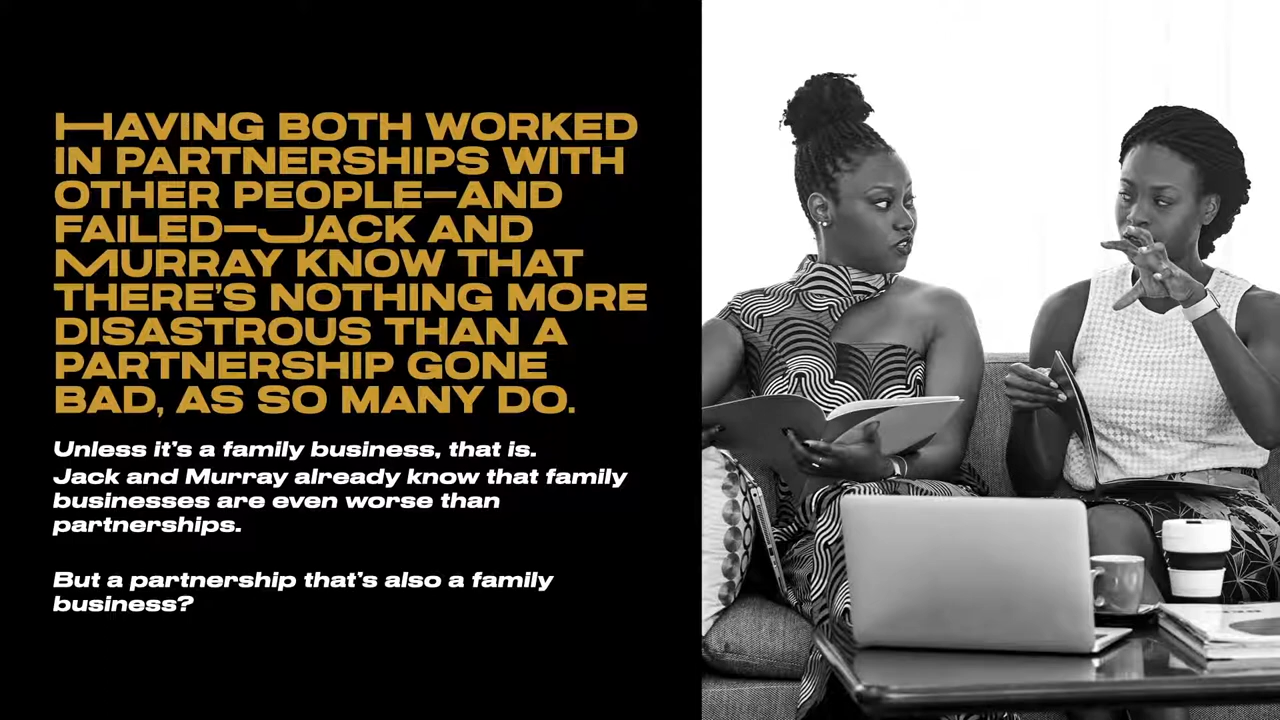 HAVING BOTH WORKED
IN PARTNERSHIPS WITH
OTHER PEOPLE—AND
FAILED—JACK AND
MURRAY KNOW THAT
THERE'S NOTHING MORE
DISASTROUS THAN A
PARTNERSHIP GONE
BAD, AS SO MANY DO.
Unless it's a family business, that is.
Jack and Murray already know that family
businesses are even worse than
partnerships.
But a partnership that's also a family
business?